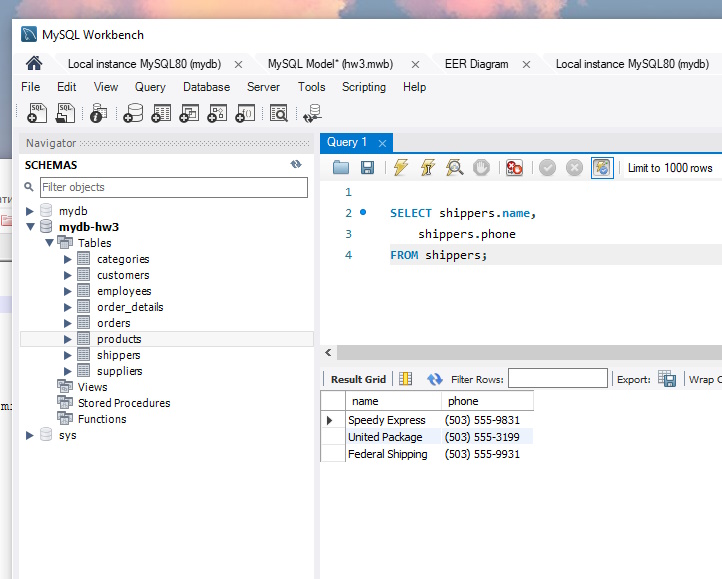 MySQL Workbench
Local instance MySQL80 (mydb) MySQL Model* (hw3.mwb) EER Diagram Local instance MySQL80 (mydb)
File Edit View Query Database Server Tools Scripting Help
Navigator
Query 1
SCHEMAS
Limit to 1000 rows
Filter objects
mydb
mydb-hw3
Tables
categories
customers
employees
order_details
orders
products
shippers
suppliers
Views
Stored Procedures
Functions
sys
1
2 SELECT shippers.name,
3 shippers.phone
4 FROM shippers;
Result Grid Filter Rows: Export: Wrap C
name phone
Speedy Express (503) 555-9831
United Package (503) 555-3199
Federal Shipping (503) 555-9931